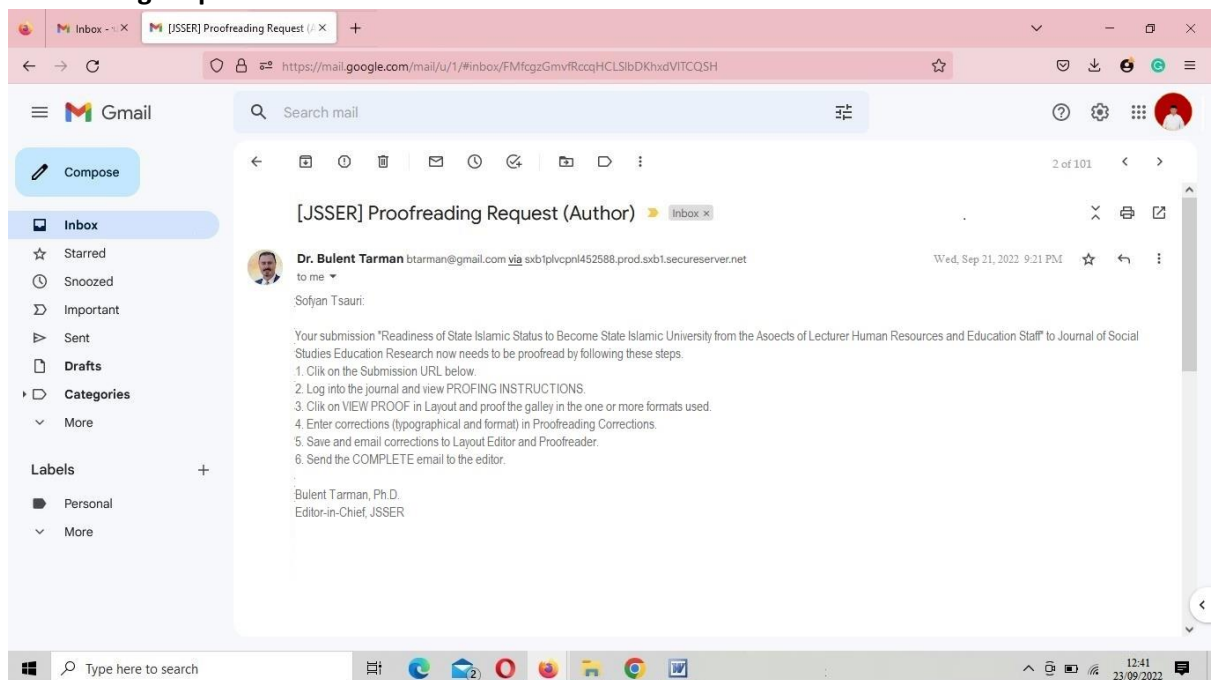 Inbox -
[JSSER] Proofreading Request (
https://mail.google.com/mail/u/1/#inbox/FMfcgzGmvfRccqHCLSlbDKhxdVITCQSH
Gmail
Search mail
Compose
2 of 101
[JSSER] Proofreading Request (Author)
Inbox ×
Inbox
Starred
Snoozed
Important
Sent
Drafts
Categories
More
Labels
+
Personal
More
Dr. Bulent Tarman btarman@gmail.com via sxb1plvcpnl452588.prod.sxb1.secureserver.net
Wed, Sep 21, 2022 9:21 PM
to me
Sofyan Tsauri:
Your submission "Readiness of State Islamic Status to Become State Islamic University from the Asoects of Lecturer Human Resources and Education Staff" to Journal of Social
Studies Education Research now needs to be proofread by following these steps.
1. Clik on the Submission URL below.
2. Log into the journal and view PROFING INSTRUCTIONS.
3. Clik on VIEW PROOF in Layout and proof the galley in the one or more formats used.
4. Enter corrections (typographical and format) in Proofreading Corrections.
5. Save and email corrections to Layout Editor and Proofreader.
6. Send the COMPLETE email to the editor.
Bulent Tarman, Ph.D.
Editor-in-Chief, JSSER
Type here to search
2
12:41
23/09/2022